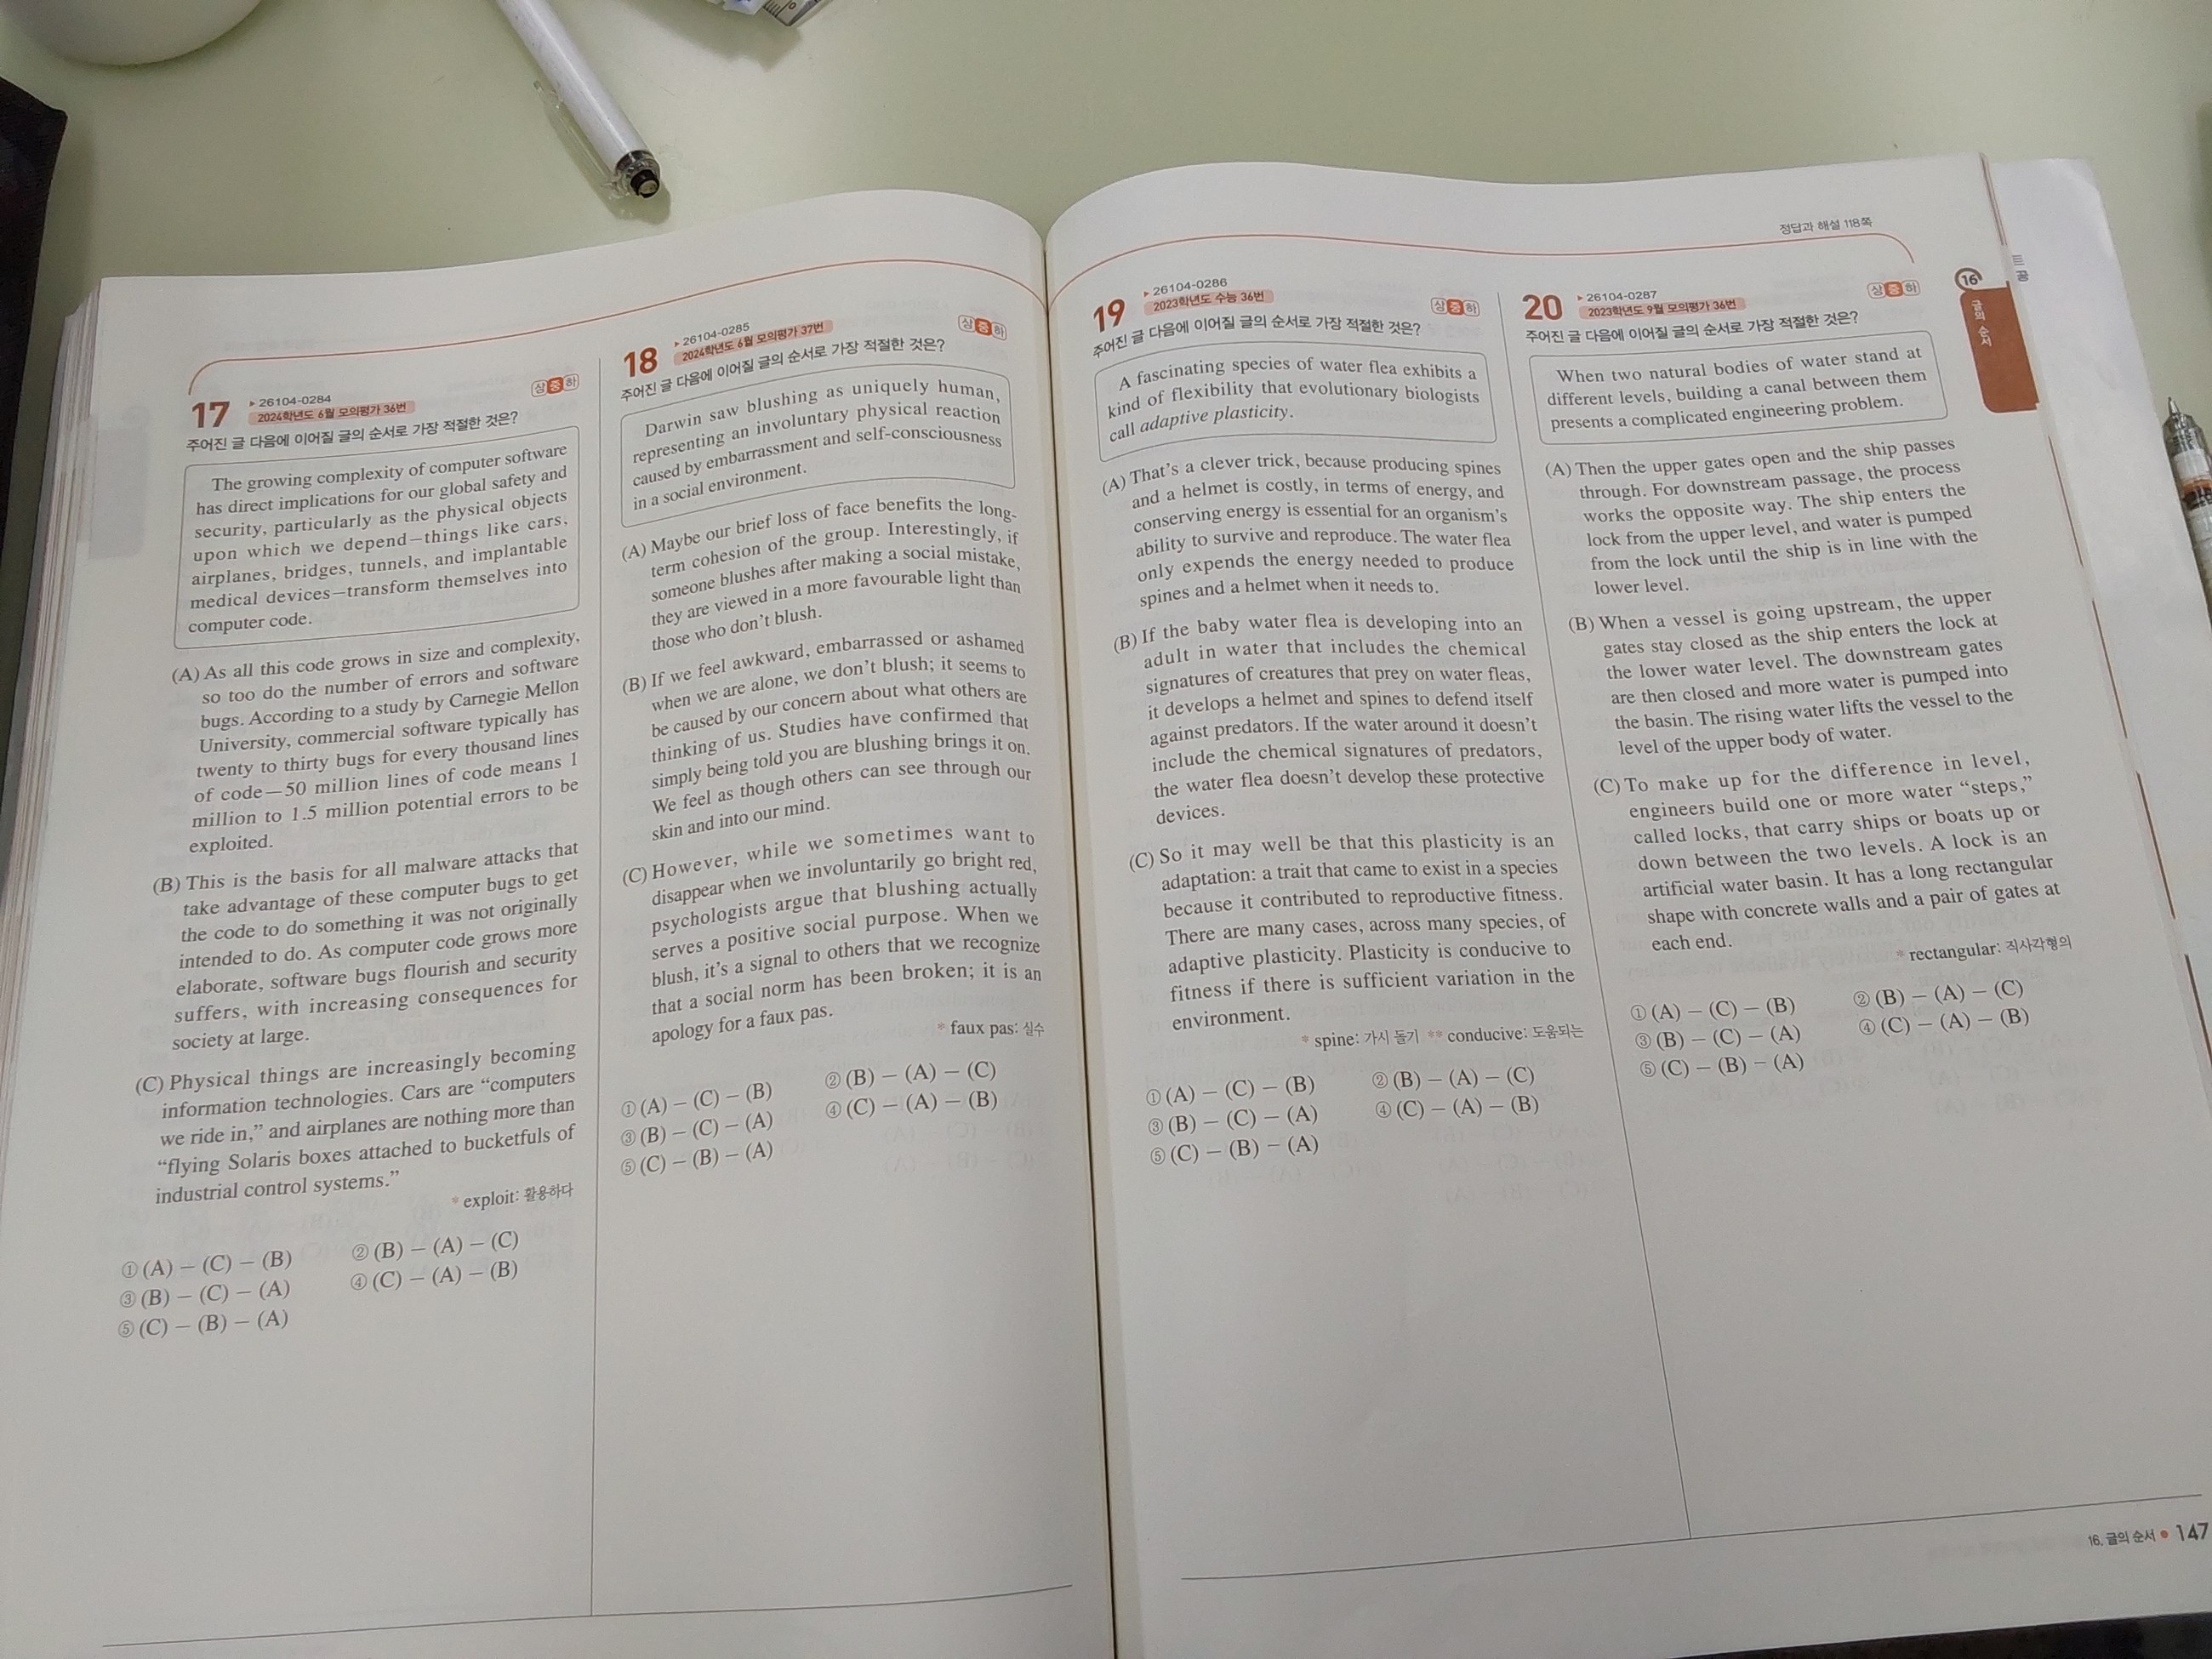 17
▶ 26104-0284
2024학년도 6월 모의평가 36번
상 중 하
주어진 글 다음에 이어질 글의 순서로 가장 적절한 것은?
The growing complexity of computer software
has direct implications for our global safety and
security, particularly as the physical objects
upon which we depend—things like cars,
airplanes, bridges, tunnels, and implantable
medical devices—transform themselves into
computer code.
(A) As all this code grows in size and complexity,
so too do the number of errors and software
bugs. According to a study by Carnegie Mellon
University, commercial software typically has
twenty to thirty bugs for every thousand lines
of code—50 million lines of code means 1
million to 1.5 million potential errors to be
exploited.
(B) This is the basis for all malware attacks that
take advantage of these computer bugs to get
the code to do something it was not originally
intended to do. As computer code grows more
elaborate, software bugs flourish and security
suffers, with increasing consequences for
society at large.
(C) Physical things are increasingly becoming
information technologies. Cars are “computers
we ride in,” and airplanes are nothing more than
“flying Solaris boxes attached to bucketfuls of
industrial control systems.”
* exploit: 활용하다
① (A) – (C) – (B) ② (B) – (A) – (C)
③ (B) – (C) – (A) ④ (C) – (A) – (B)
⑤ (C) – (B) – (A)
18
▶ 26104-0285
2024학년도 6월 모의평가 37번
상 중 하
주어진 글 다음에 이어질 글의 순서로 가장 적절한 것은?
Darwin saw blushing as uniquely human,
representing an involuntary physical reaction
caused by embarrassment and self-consciousness
in a social environment.
(A) Maybe our brief loss of face benefits the long-
term cohesion of the group. Interestingly, if
someone blushes after making a social mistake,
they are viewed in a more favourable light than
those who don’t blush.
(B) If we feel awkward, embarrassed or ashamed
when we are alone, we don’t blush; it seems to
be caused by our concern about what others are
thinking of us. Studies have confirmed that
simply being told you are blushing brings it on.
We feel as though others can see through our
skin and into our mind.
(C) However, while we sometimes want to
disappear when we involuntarily go bright red,
psychologists argue that blushing actually
serves a positive social purpose. When we
blush, it’s a signal to others that we recognize
that a social norm has been broken; it is an
apology for a faux pas.
* faux pas: 실수
① (A) – (C) – (B) ② (B) – (A) – (C)
③ (B) – (C) – (A) ④ (C) – (A) – (B)
⑤ (C) – (B) – (A)
정답과 해설 118쪽
19
▶ 26104-0286
2023학년도 수능 36번
상 중 하
주어진 글 다음에 이어질 글의 순서로 가장 적절한 것은?
A fascinating species of water flea exhibits a
kind of flexibility that evolutionary biologists
call adaptive plasticity.
(A) That’s a clever trick, because producing spines
and a helmet is costly, in terms of energy, and
conserving energy is essential for an organism’s
ability to survive and reproduce. The water flea
only expends the energy needed to produce
spines and a helmet when it needs to.
(B) If the baby water flea is developing into an
adult in water that includes the chemical
signatures of creatures that prey on water fleas,
it develops a helmet and spines to defend itself
against predators. If the water around it doesn’t
include the chemical signatures of predators,
the water flea doesn’t develop these protective
devices.
(C) So it may well be that this plasticity is an
adaptation: a trait that came to exist in a species
because it contributed to reproductive fitness.
There are many cases, across many species, of
adaptive plasticity. Plasticity is conducive to
fitness if there is sufficient variation in the
environment.
* spine: 가시 돌기 ** conducive: 도움되는
① (A) – (C) – (B) ② (B) – (A) – (C)
③ (B) – (C) – (A) ④ (C) – (A) – (B)
⑤ (C) – (B) – (A)
20
▶ 26104-0287
2023학년도 9월 모의평가 36번
상 중 하
주어진 글 다음에 이어질 글의 순서로 가장 적절한 것은?
When two natural bodies of water stand at
different levels, building a canal between them
presents a complicated engineering problem.
(A) Then the upper gates open and the ship passes
through. For downstream passage, the process
works the opposite way. The ship enters the
lock from the upper level, and water is pumped
from the lock until the ship is in line with the
lower level.
(B) When a vessel is going upstream, the upper
gates stay closed as the ship enters the lock at
the lower water level. The downstream gates
are then closed and more water is pumped into
the basin. The rising water lifts the vessel to the
level of the upper body of water.
(C) To make up for the difference in level,
engineers build one or more water “steps,”
called locks, that carry ships or boats up or
down between the two levels. A lock is an
artificial water basin. It has a long rectangular
shape with concrete walls and a pair of gates at
each end.
* rectangular: 직사각형의
① (A) – (C) – (B) ② (B) – (A) – (C)
③ (B) – (C) – (A) ④ (C) – (A) – (B)
⑤ (C) – (B) – (A)
16
글의 순서
16. 글의 순서 ● 147